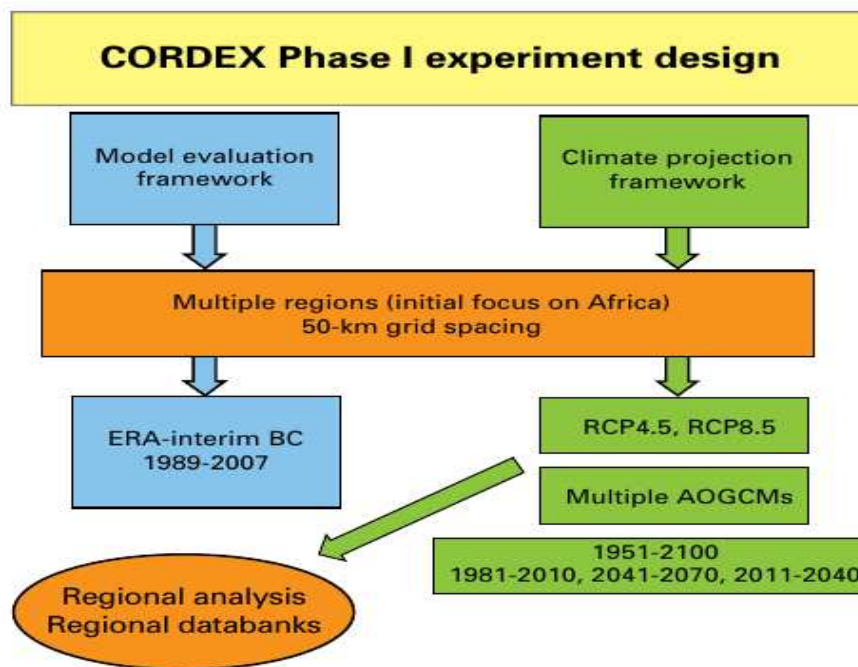 CORDEX Phase I experiment design
Model evaluation
framework
Climate projection
framework
Multiple regions (initial focus on Africa)
50-km grid spacing
ERA-interim BC
1989-2007
RCP4.5, RCP8.5
Multiple AOGCMs
1951-2100
1981-2010, 2041-2070, 2011-2040
Regional analysis
Regional databanks